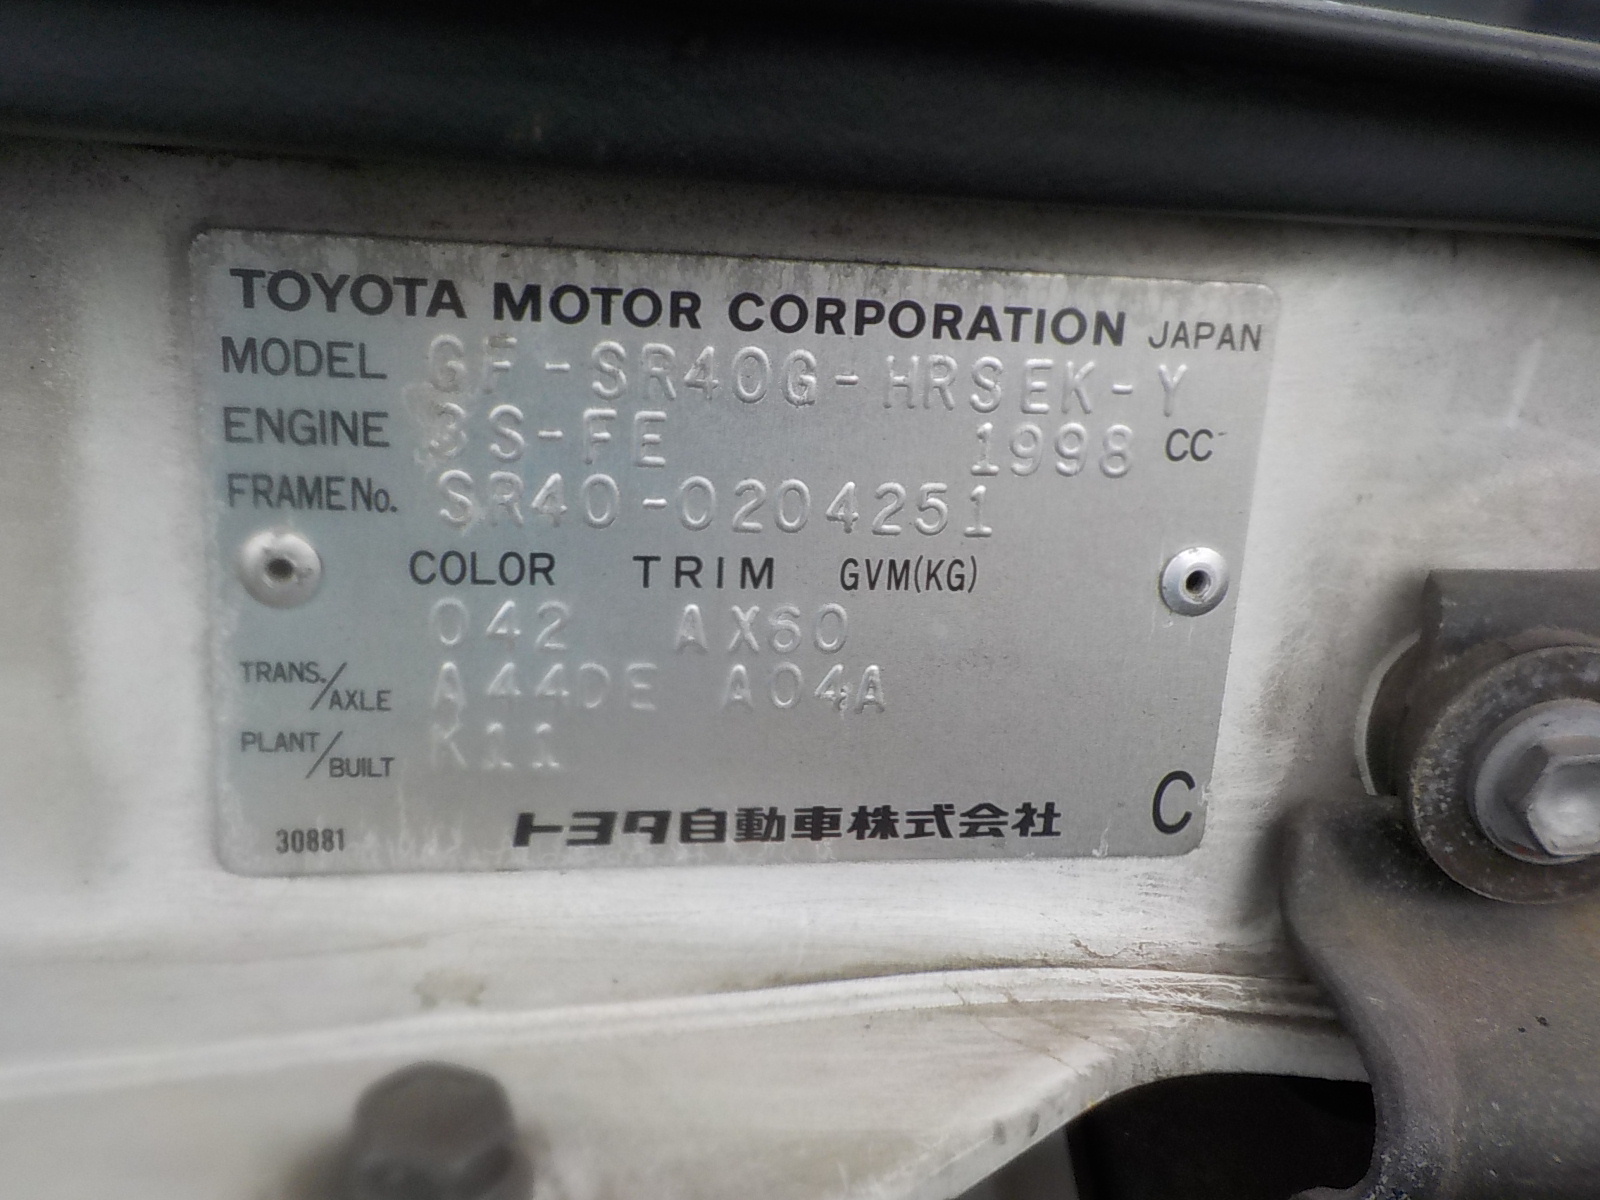 TOYOTA MOTOR CORPORATION JAPAN
MODEL GF-SR40G-HRSEK-Y
ENGINE 3S-FE 1998 CC
FRAME No. SR40-0204251
COLOR TRIM GVM(KG)
042 AX60
TRANS./AXLE A44DE A04A
PLANT/BUILT K11
30881 トヨタ自動車株式会社 C